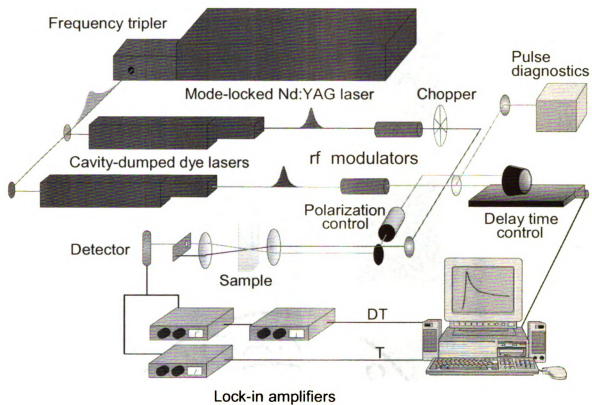 Frequency tripler
Pulse
diagnostics
Mode-locked Nd:YAG laser
Chopper
Cavity-dumped dye lasers
rf modulators
Polarization
control
Delay time
control
Detector
Sample
DT
T
Lock-in amplifiers